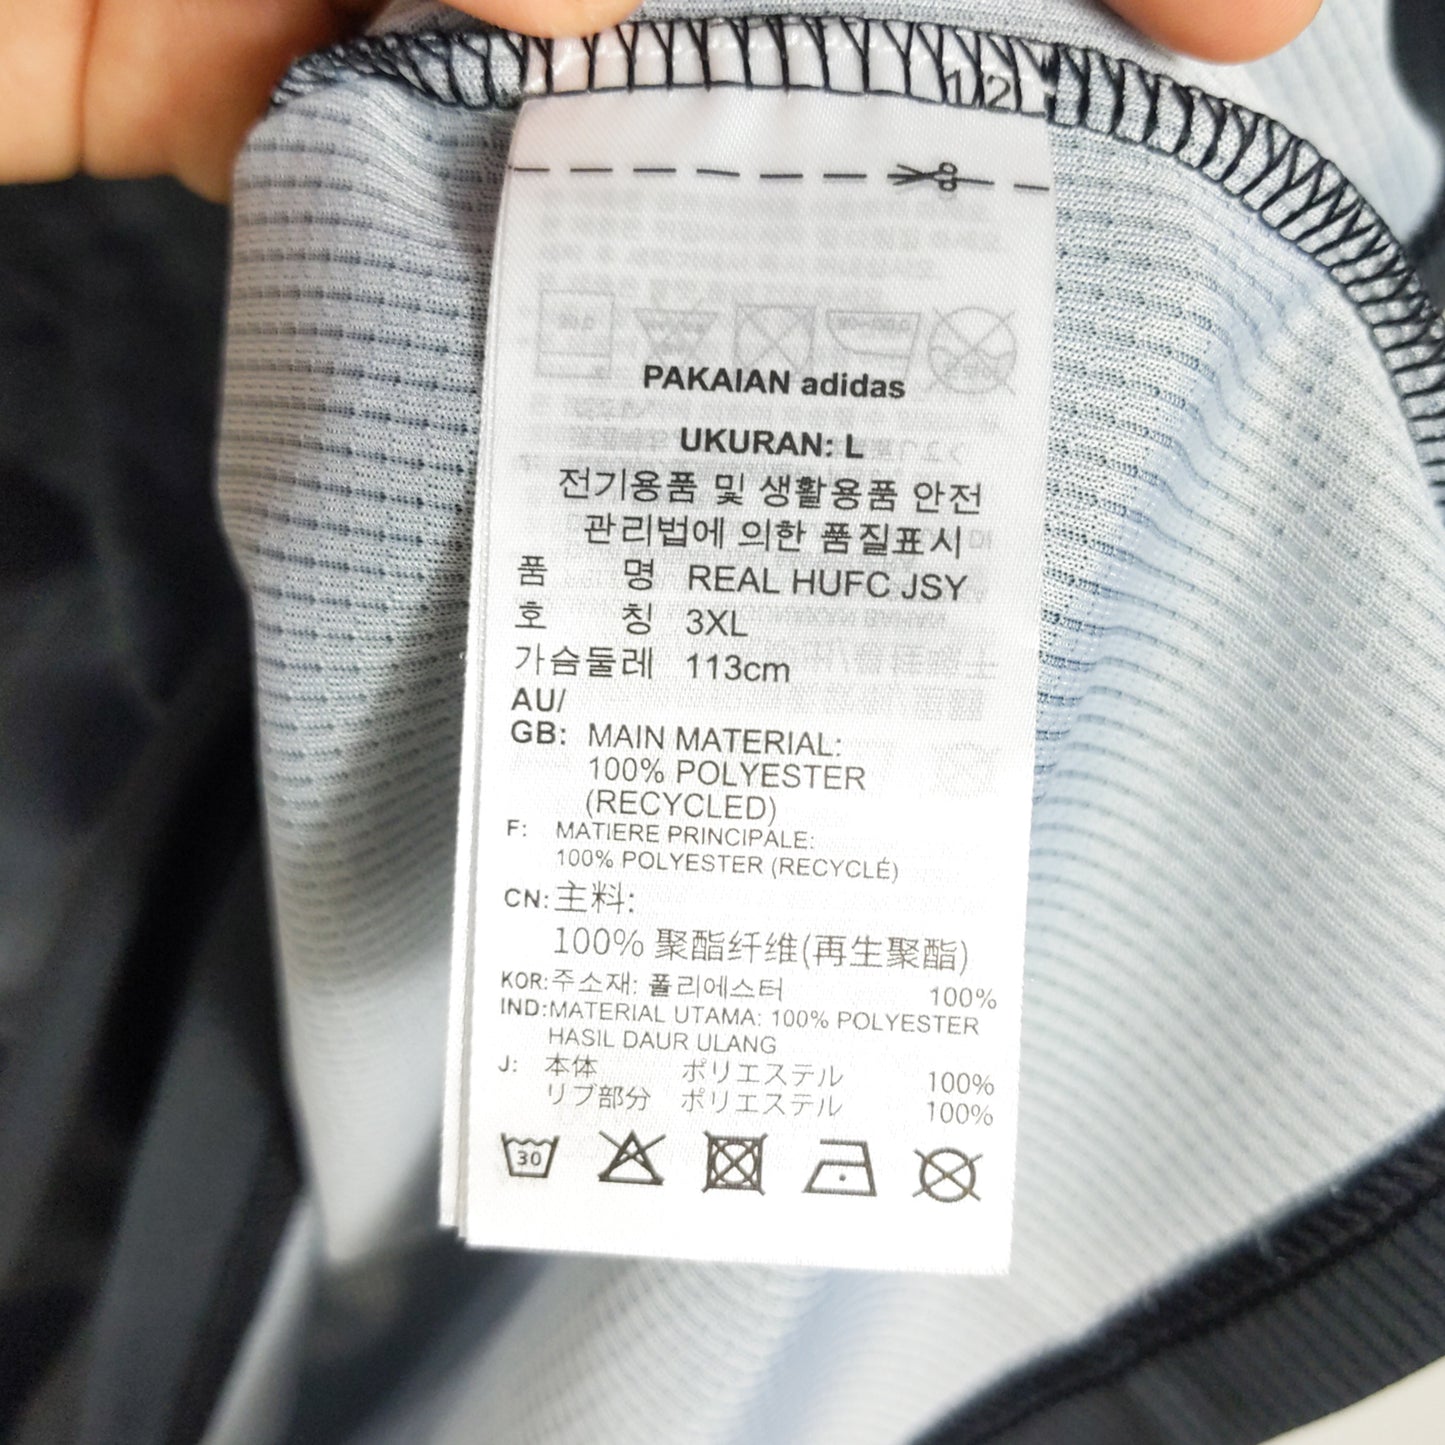 1/2
PAKAIAN adidas
UKURAN: L
전기용품 및 생활용품 안전
관리법에 의한 품질표시
품 명 REAL HUFC JSY
호 칭 3XL
가슴둘레 113cm
AU/
GB: MAIN MATERIAL:
100% POLYESTER
(RECYCLED)
F: MATIERE PRINCIPALE:
100% POLYESTER (RECYCLÉ)
CN: 主料:
100% 聚酯纤维(再生聚酯)
KOR: 주소재: 폴리에스터 100%
IND: MATERIAL UTAMA: 100% POLYESTER
HASIL DAUR ULANG
J: 本体 ポリエステル 100%
リブ部分 ポリエステル 100%
30